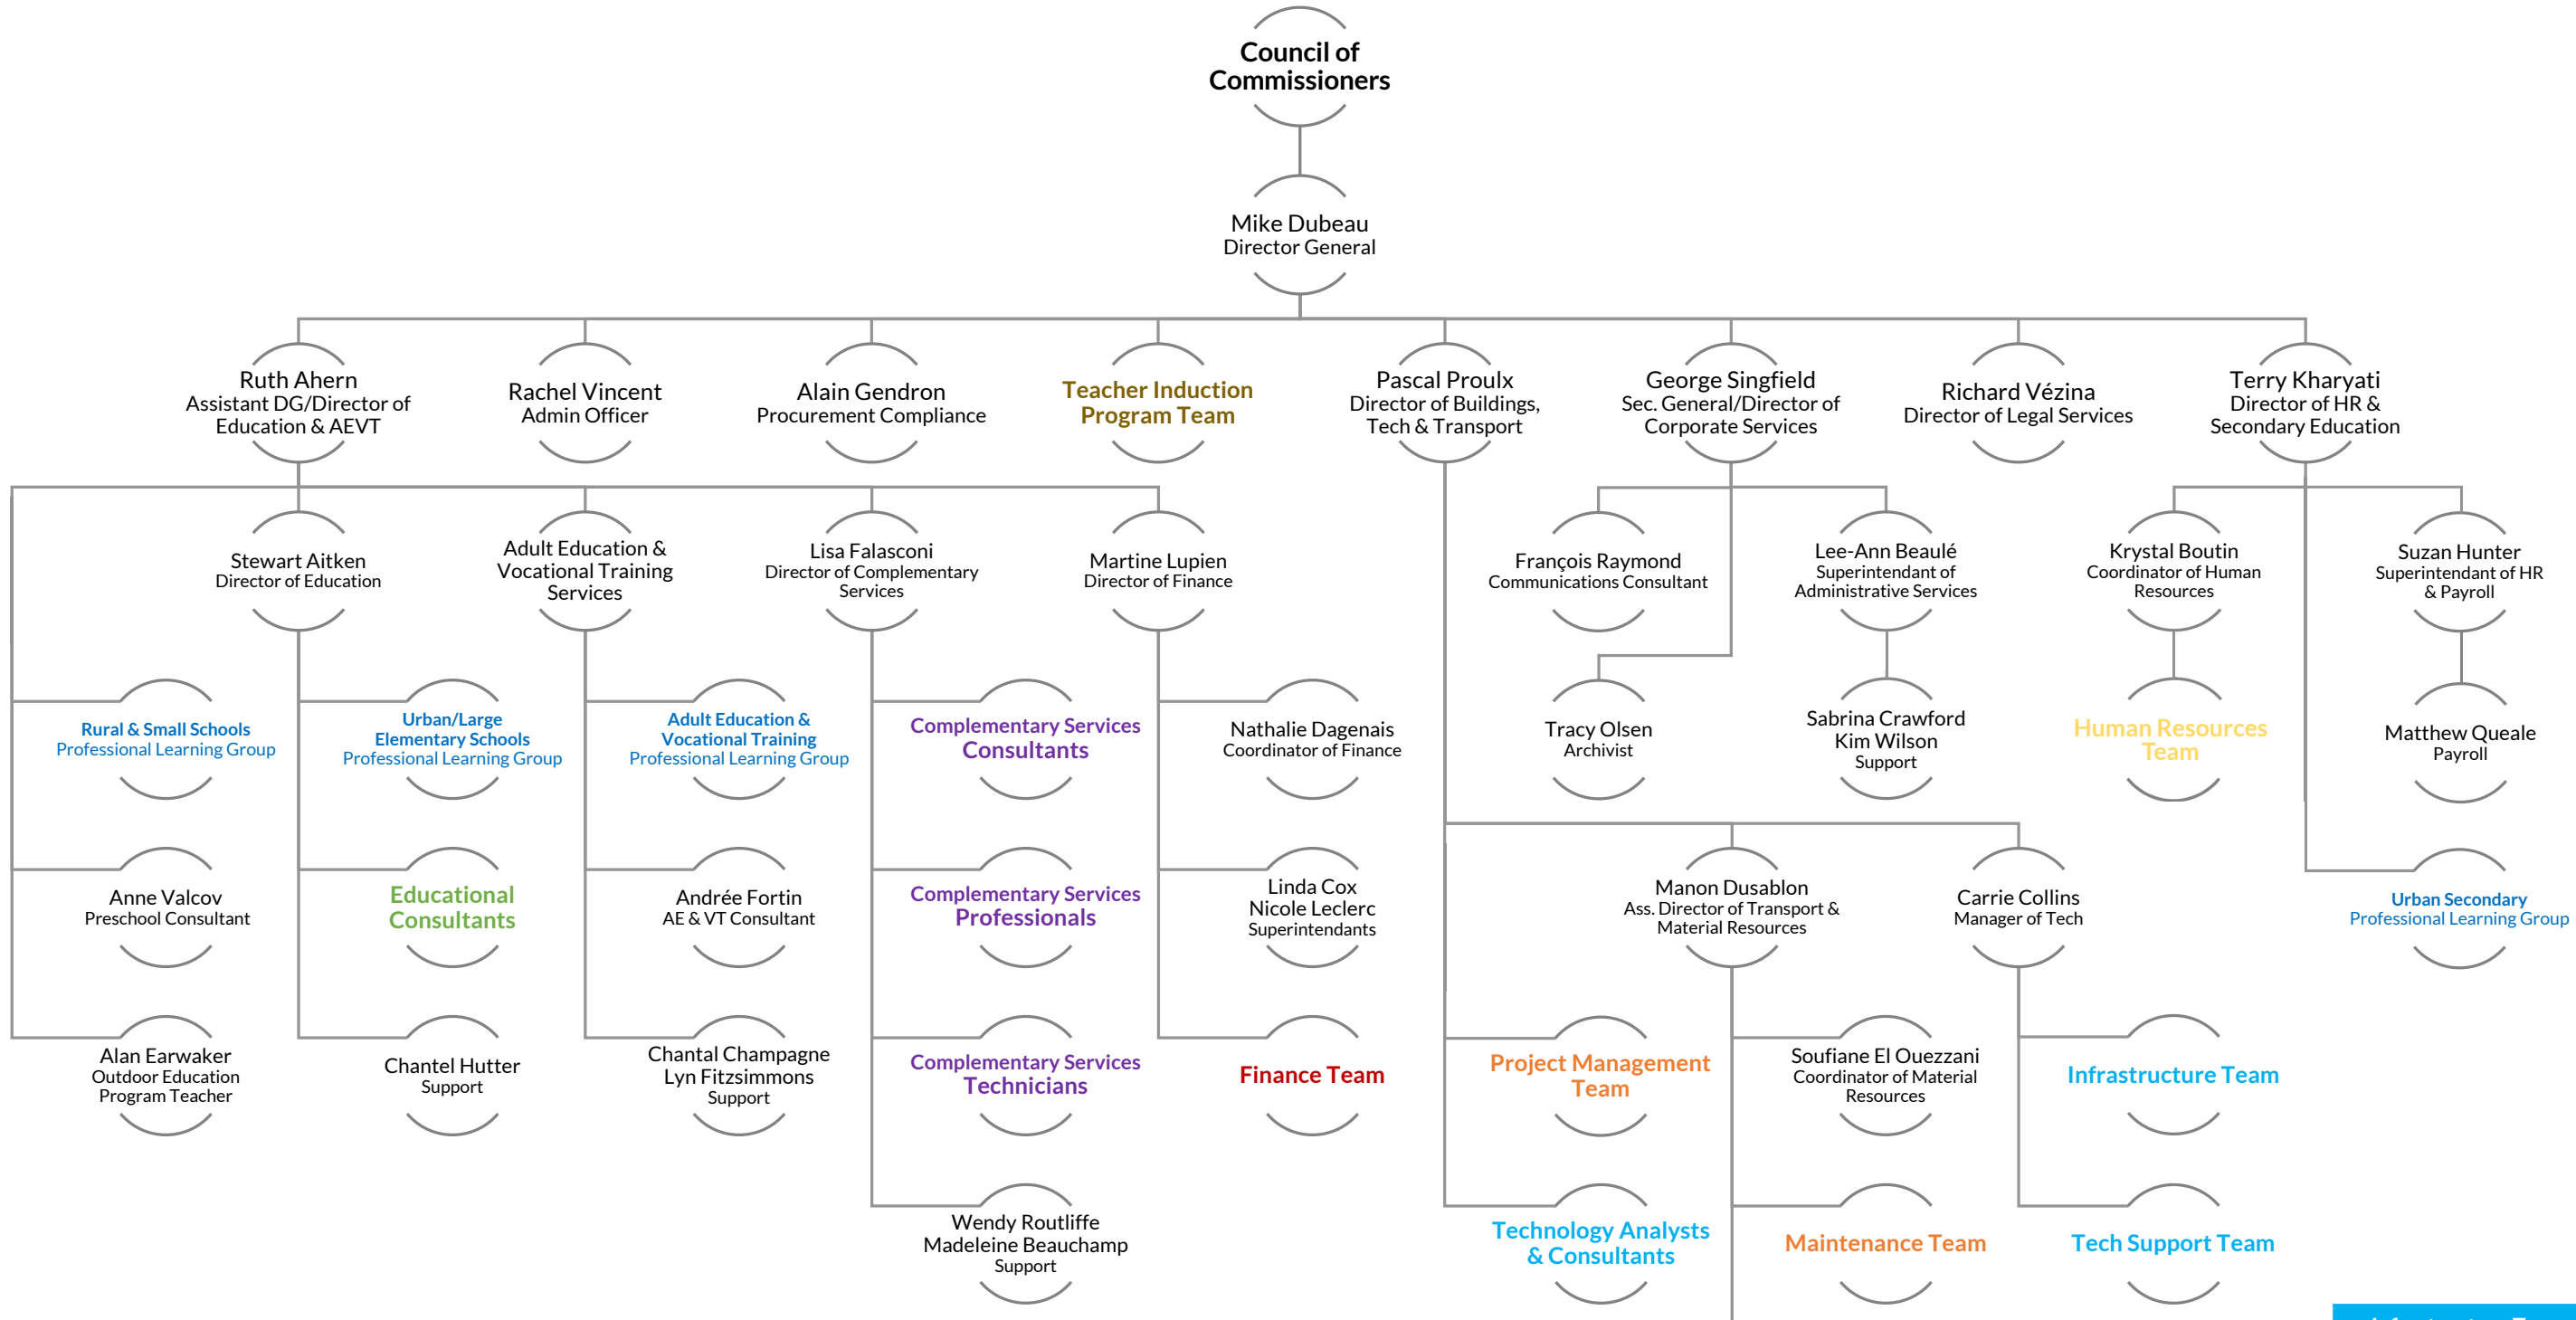 Council of
Commissioners
Mike Dubeau
Director General
Ruth Ahern
Assistant DG/Director of
Education & AEVT
Rachel Vincent
Admin Officer
Alain Gendron
Procurement Compliance
Teacher Induction
Program Team
Pascal Proulx
Director of Buildings,
Tech & Transport
George Singfield
Sec. General/Director of
Corporate Services
Richard Vézina
Director of Legal Services
Terry Kharyati
Director of HR &
Secondary Education
Stewart Aitken
Director of Education
Adult Education &
Vocational Training
Services
Lisa Falasconi
Director of Complementary
Services
Martine Lupien
Director of Finance
François Raymond
Communications Consultant
Lee-Ann Beaulé
Superintendant of
Administrative Services
Krystal Boutin
Coordinator of Human
Resources
Suzan Hunter
Superintendant of HR
& Payroll
Rural & Small Schools
Professional Learning Group
Urban/Large
Elementary Schools
Professional Learning Group
Adult Education &
Vocational Training
Professional Learning Group
Complementary Services
Consultants
Nathalie Dagenais
Coordinator of Finance
Tracy Olsen
Archivist
Sabrina Crawford
Kim Wilson
Support
Human Resources
Team
Matthew Queale
Payroll
Anne Valcov
Preschool Consultant
Educational
Consultants
Andrée Fortin
AE & VT Consultant
Complementary Services
Professionals
Linda Cox
Nicole Leclerc
Superintendants
Manon Dusablon
Ass. Director of Transport &
Material Resources
Carrie Collins
Manager of Tech
Urban Secondary
Professional Learning Group
Alan Earwaker
Outdoor Education
Program Teacher
Chantel Hutter
Support
Chantal Champagne
Lyn Fitzsimmons
Support
Complementary Services
Technicians
Finance Team
Project Management
Team
Soufiane El Ouezzani
Coordinator of Material
Resources
Infrastructure Team
Wendy Routliffe
Madeleine Beauchamp
Support
Technology Analysts
& Consultants
Maintenance Team
Tech Support Team